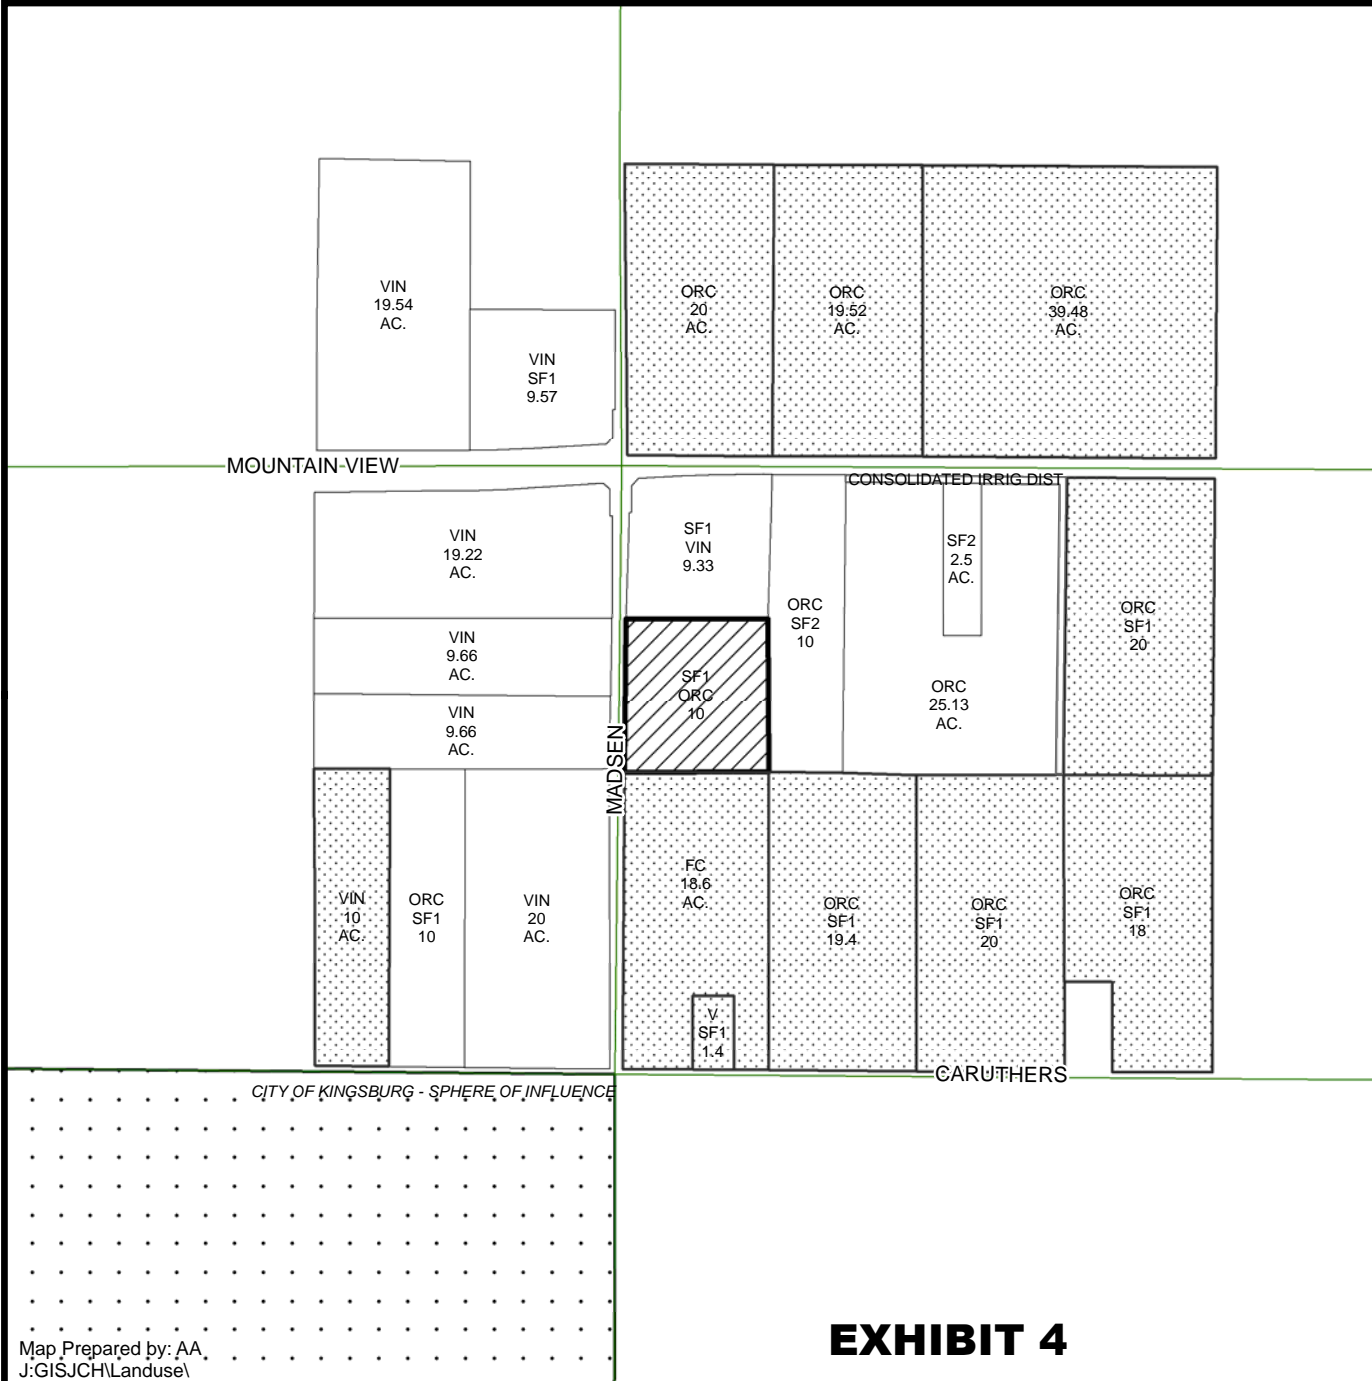 VIN
19.54
AC.
VIN
SF1
9.57
ORC
20
AC.
ORC
19.52
AC.
ORC
39.48
AC.
MOUNTAIN VIEW
CONSOLIDATED IRRIG DIST
VIN
19.22
AC.
SF1
VIN
9.33
SF2
2.5
AC.
ORC
SF2
10
ORC
SF1
20
VIN
9.66
AC.
SF1
ORC
10
ORC
25.13
AC.
VIN
9.66
AC.
MADSEN
VIN
10
AC.
ORC
SF1
10
VIN
20
AC.
FC
18.6
AC.
ORC
SF1
19.4
ORC
SF1
20
ORC
SF1
18
V
SF1
1.4
CARUTHERS
CITY OF KINGSBURG - SPHERE OF INFLUENCE
EXHIBIT 4
Map Prepared by: AA
J:GISJCH\Landuse\